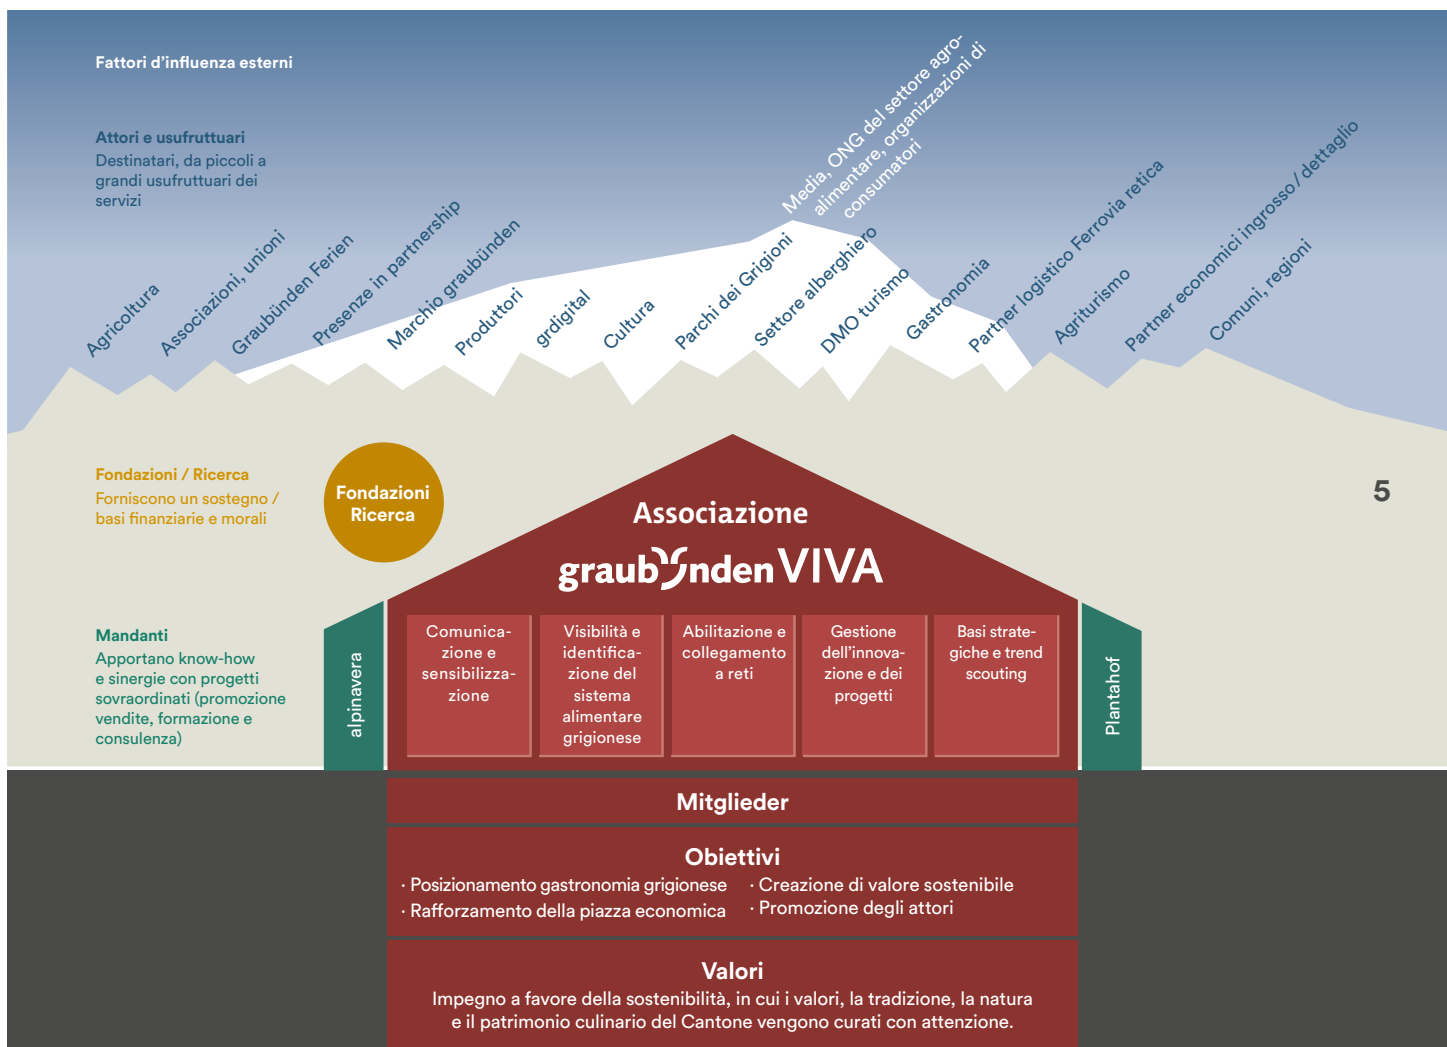 Fattori d’influenza esterni
Attori e usufruttuari
Destinatari, da piccoli a
grandi usufruttuari dei
servizi
Agricoltura
Associazioni, unioni
Graubünden Ferien
Presenze in partnership
Marchio graubünden
Produttori
grdigital
Cultura
Parchi dei Grigioni
Media, ONG del settore agro-
alimentare, organizzazioni di
consumatori
Settore alberghiero
DMO turismo
Gastronomia
Partner logistico Ferrovia retica
Agriturismo
Partner economici ingrosso / dettaglio
Comuni, regioni
Fondazioni / Ricerca
Forniscono un sostegno /
basi finanziarie e morali
Fondazioni
Ricerca
5
Associazione
graubünden VIVA
Mandanti
Apportano know-how
e sinergie con progetti
sovraordinati (promozione
vendite, formazione e
consulenza)
alpinavera
Comunica-
zione e
sensibilizza-
zione
Visibilità e
identifica-
zione del
sistema
alimentare
grigionese
Abilitazione e
collegamento
a reti
Gestione
dell’innova-
zione e dei
progetti
Basi strate-
giche e trend
scouting
Plantahof
Mitglieder
Obiettivi
· Posizionamento gastronomia grigionese
· Rafforzamento della piazza economica
· Creazione di valore sostenibile
· Promozione degli attori
Valori
Impegno a favore della sostenibilità, in cui i valori, la tradizione, la natura
e il patrimonio culinario del Cantone vengono curati con attenzione.